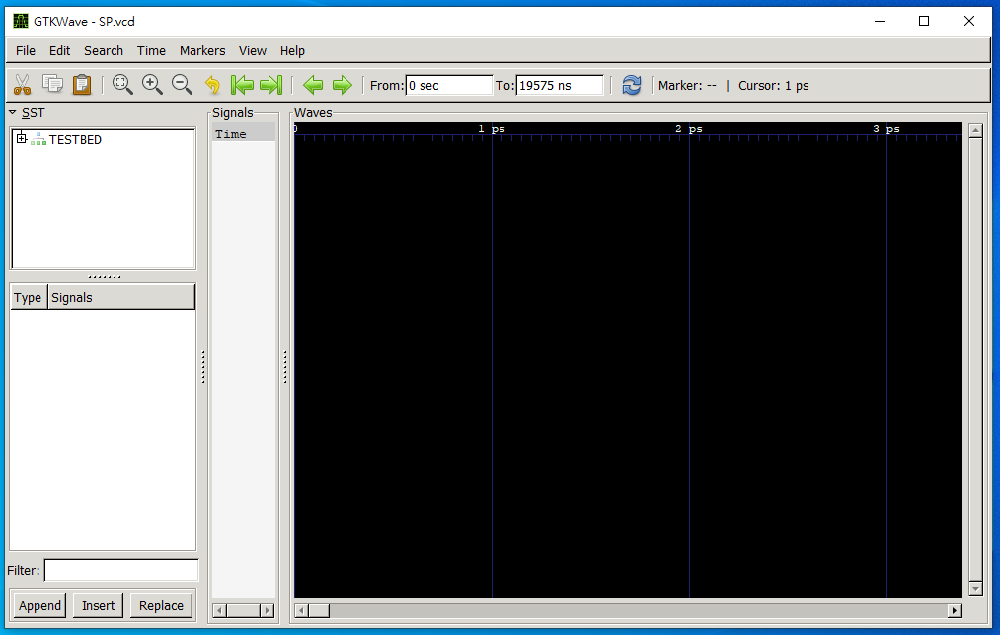 GTKWave - SP.vcd
File Edit Search Time Markers View Help
From: 0 sec To: 19575 ns Marker: -- | Cursor: 1 ps
SST
TESTBED
Type Signals
Filter:
Append Insert Replace
Signals
Time
Waves
0 1 ps 2 ps 3 ps